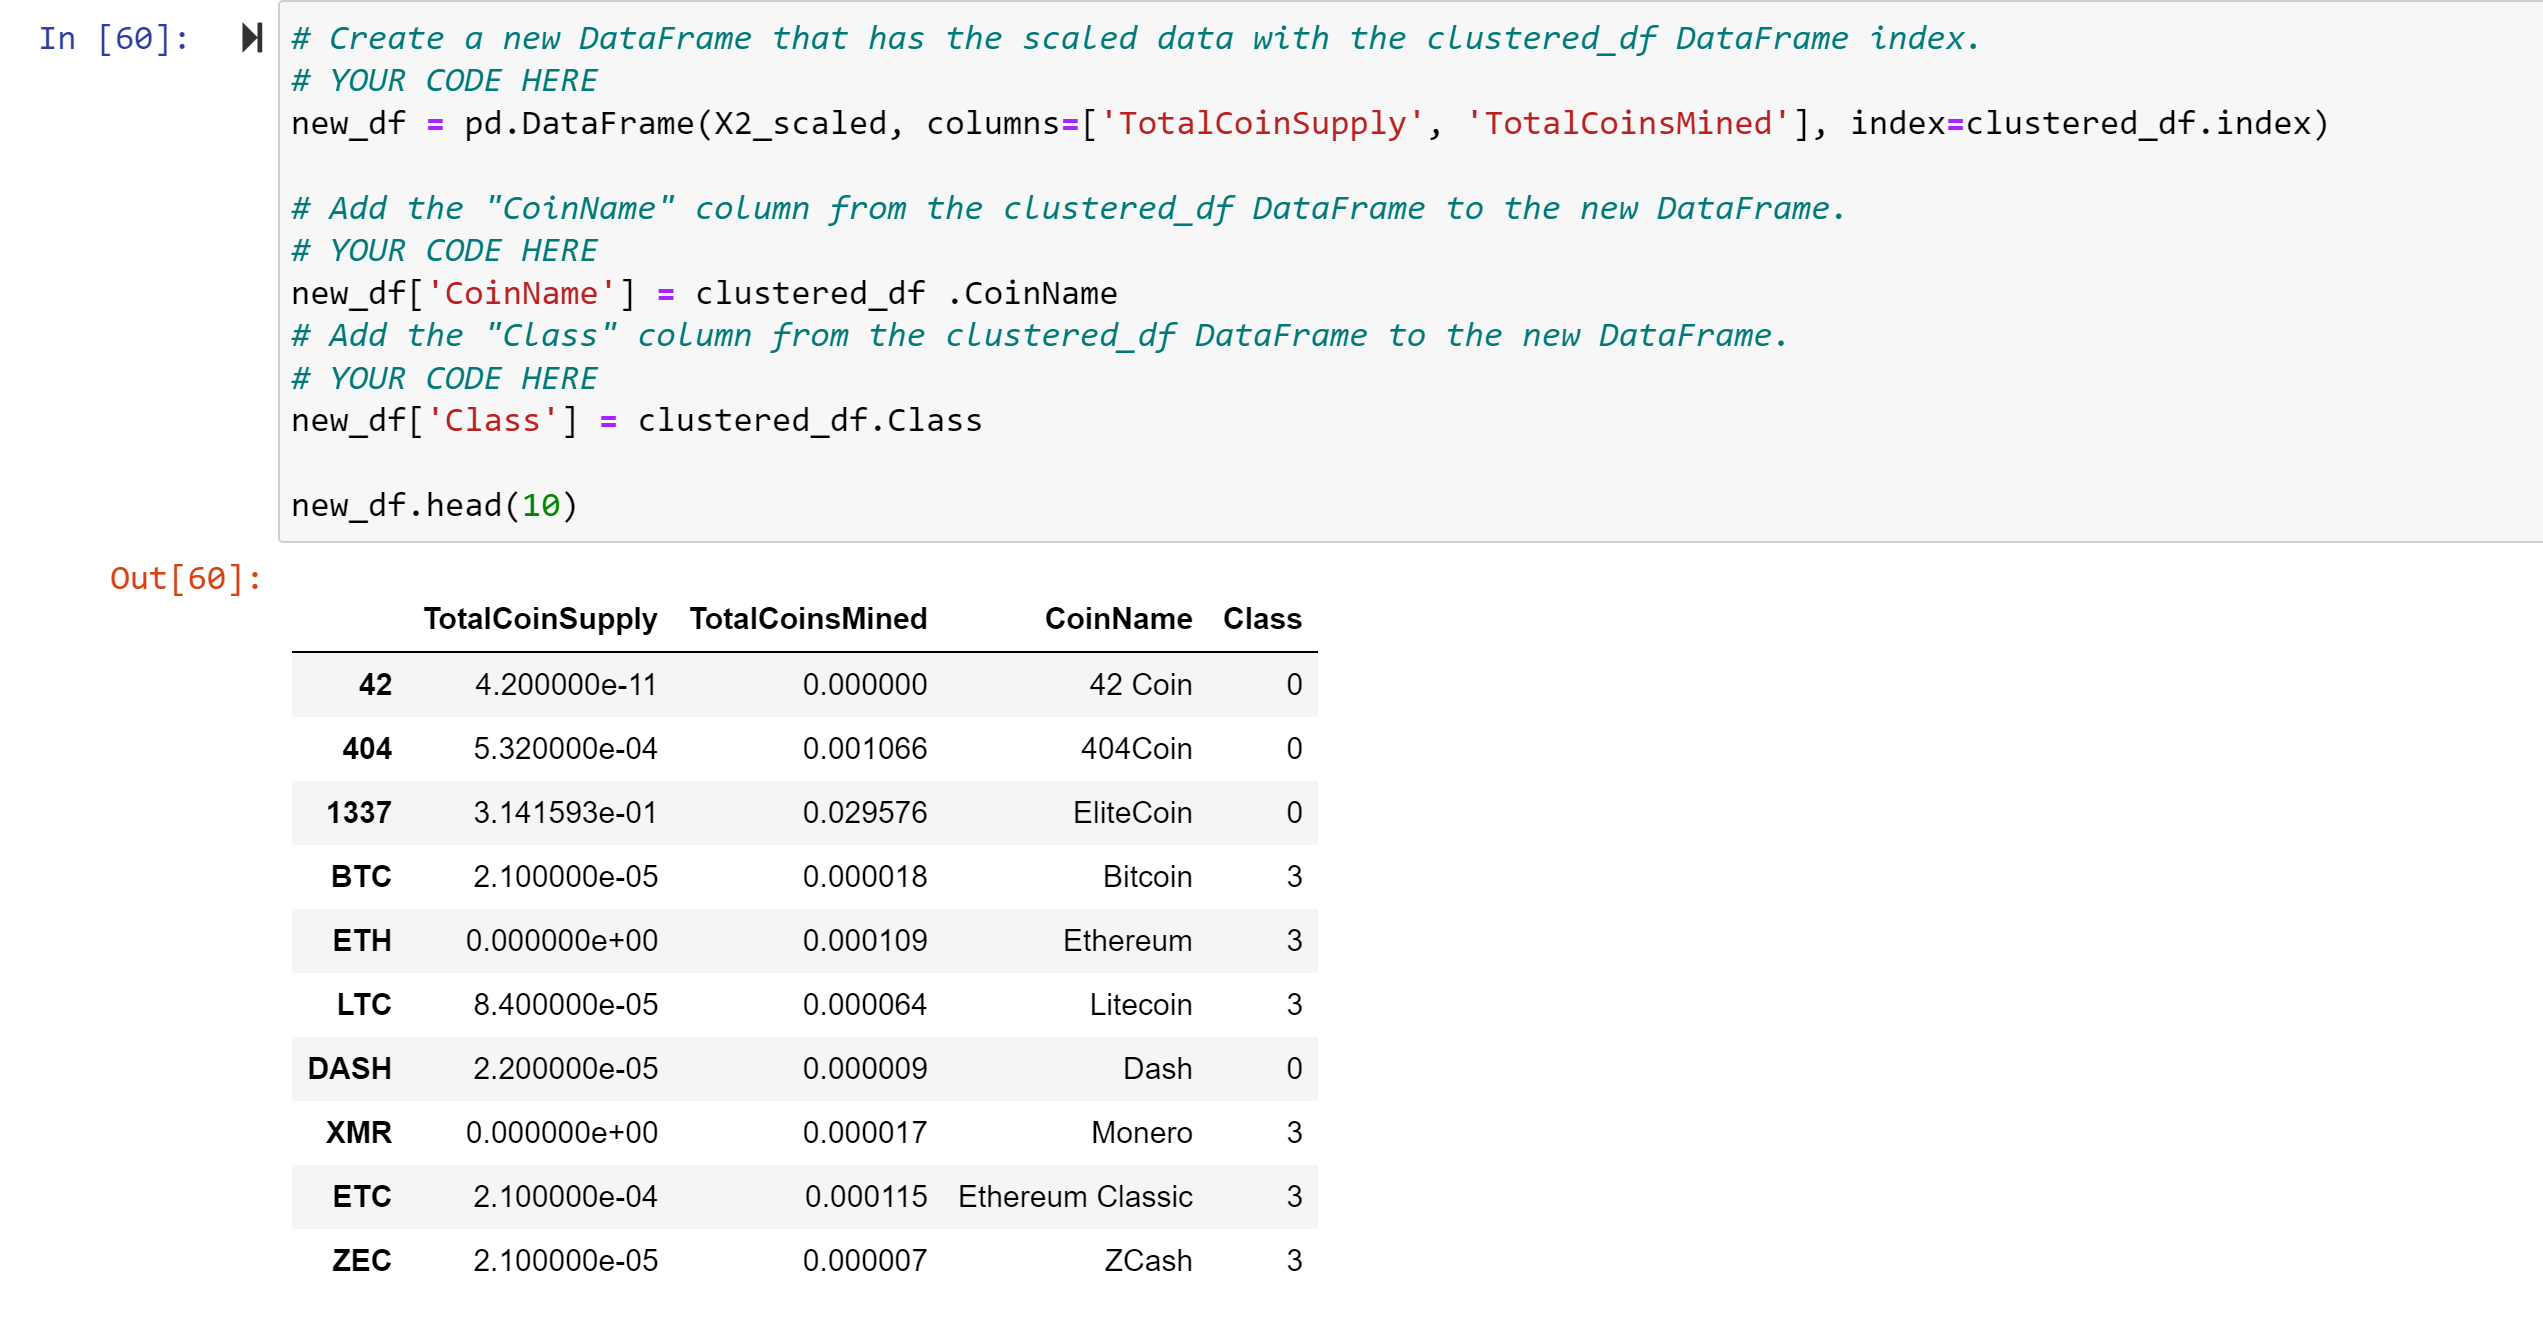 In [60]:
# Create a new DataFrame that has the scaled data with the clustered_df DataFrame index.
# YOUR CODE HERE
new_df = pd.DataFrame(X2_scaled, columns=['TotalCoinSupply', 'TotalCoinsMined'], index=clustered_df.index)
# Add the "CoinName" column from the clustered_df DataFrame to the new DataFrame.
# YOUR CODE HERE
new_df['CoinName'] = clustered_df .CoinName
# Add the "Class" column from the clustered_df DataFrame to the new DataFrame.
# YOUR CODE HERE
new_df['Class'] = clustered_df.Class
new_df.head(10)
Out[60]:
TotalCoinSupply TotalCoinsMined CoinName Class
42 4.200000e-11 0.000000 42 Coin 0
404 5.320000e-04 0.001066 404Coin 0
1337 3.141593e-01 0.029576 EliteCoin 0
BTC 2.100000e-05 0.000018 Bitcoin 3
ETH 0.000000e+00 0.000109 Ethereum 3
LTC 8.400000e-05 0.000064 Litecoin 3
DASH 2.200000e-05 0.000009 Dash 0
XMR 0.000000e+00 0.000017 Monero 3
ETC 2.100000e-04 0.000115 Ethereum Classic 3
ZEC 2.100000e-05 0.000007 ZCash 3